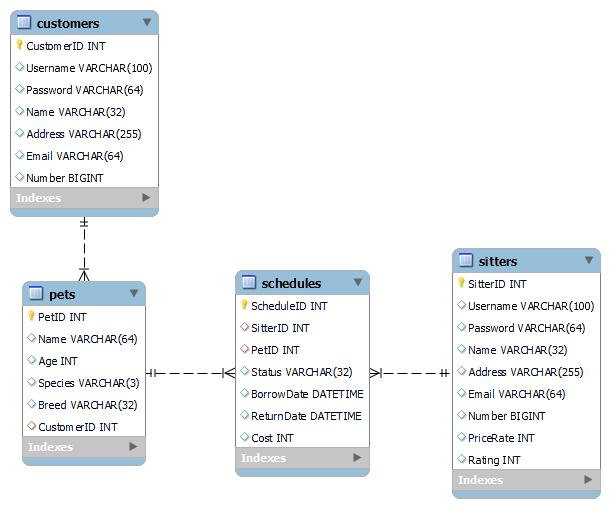 customers
CustomerID INT
Username VARCHAR(100)
Password VARCHAR(64)
Name VARCHAR(32)
Address VARCHAR(255)
Email VARCHAR(64)
Number BIGINT
Indexes
pets
PetID INT
Name VARCHAR(64)
Age INT
Species VARCHAR(3)
Breed VARCHAR(32)
CustomerID INT
Indexes
schedules
ScheduleID INT
SitterID INT
PetID INT
Status VARCHAR(32)
BorrowDate DATETIME
ReturnDate DATETIME
Cost INT
Indexes
sitters
SitterID INT
Username VARCHAR(100)
Password VARCHAR(64)
Name VARCHAR(32)
Address VARCHAR(255)
Email VARCHAR(64)
Number BIGINT
PriceRate INT
Rating INT
Indexes